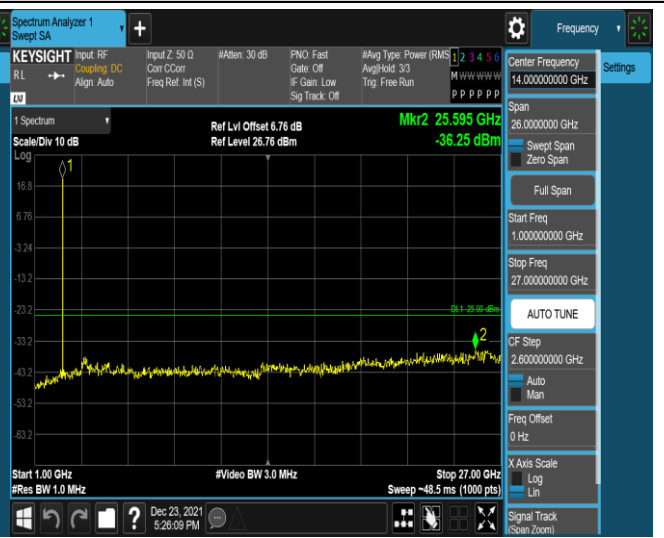 Spectrum Analyzer 1
Swept SA
Frequency
KEYSIGHT
RL
Input: RF
Coupling: DC
Align: Auto
Input Z: 50 Ω
Corr CCorr
Freq Ref: Int (S)
#Atten: 30 dB
PNO: Fast
Gate: Off
IF Gain: Low
Sig Track: Off
#Avg Type: Power (RMS
Avg|Hold: 3/3
Trig: Free Run
1 2 3 4 5 6
M W W W W W
P P P P P P
LXI
1 Spectrum
Scale/Div 10 dB
Ref Lvl Offset 6.76 dB
Ref Level 26.76 dBm
Mkr2 25.595 GHz
-36.25 dBm
Log
16.8
6.76
-3.24
-13.2
-23.2
-33.2
-43.2
-53.2
-63.2
1
DL1 -25.00 dBm
2
Start 1.00 GHz
#Res BW 1.0 MHz
#Video BW 3.0 MHz
Stop 27.00 GHz
Sweep ~48.5 ms (1000 pts)
Dec 23, 2021
5:26:09 PM
Settings
Center Frequency
14.000000000 GHz
Span
26.0000000 GHz
Swept Span
Zero Span
Full Span
Start Freq
1.000000000 GHz
Stop Freq
27.000000000 GHz
AUTO TUNE
CF Step
2.600000000 GHz
Auto
Man
Freq Offset
0 Hz
X Axis Scale
Log
Lin
Signal Track
(Span Zoom)